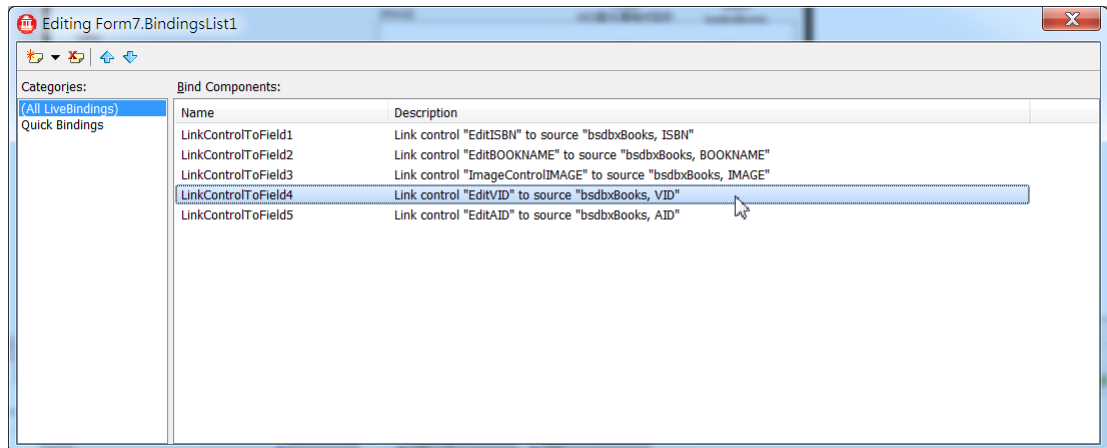 Editing Form7.BindingsList1
Categories:
Bind Components:
(All LiveBindings)
Quick Bindings
Name Description
LinkControlToField1 Link control "EditISBN" to source "bsdbxBooks, ISBN"
LinkControlToField2 Link control "EditBOOKNAME" to source "bsdbxBooks, BOOKNAME"
LinkControlToField3 Link control "ImageControlIMAGE" to source "bsdbxBooks, IMAGE"
LinkControlToField4 Link control "EditVID" to source "bsdbxBooks, VID"
LinkControlToField5 Link control "EditAID" to source "bsdbxBooks, AID"